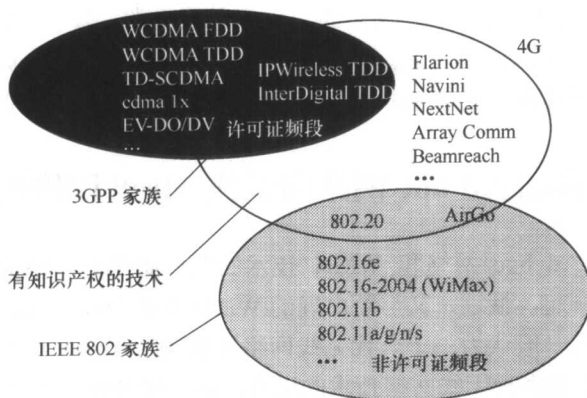 WCDMA FDD
WCDMA TDD
TD-SCDMA
cdma 1x
EV-DO/DV
...
IPWireless TDD
InterDigital TDD
许可证频段
4G
Flarion
Navini
NextNet
Array Comm
Beamreach
...
3GPP 家族
有知识产权的技术
IEEE 802 家族
802.20
AirGo
802.16e
802.16-2004 (WiMax)
802.11b
802.11a/g/n/s
... 非许可证频段